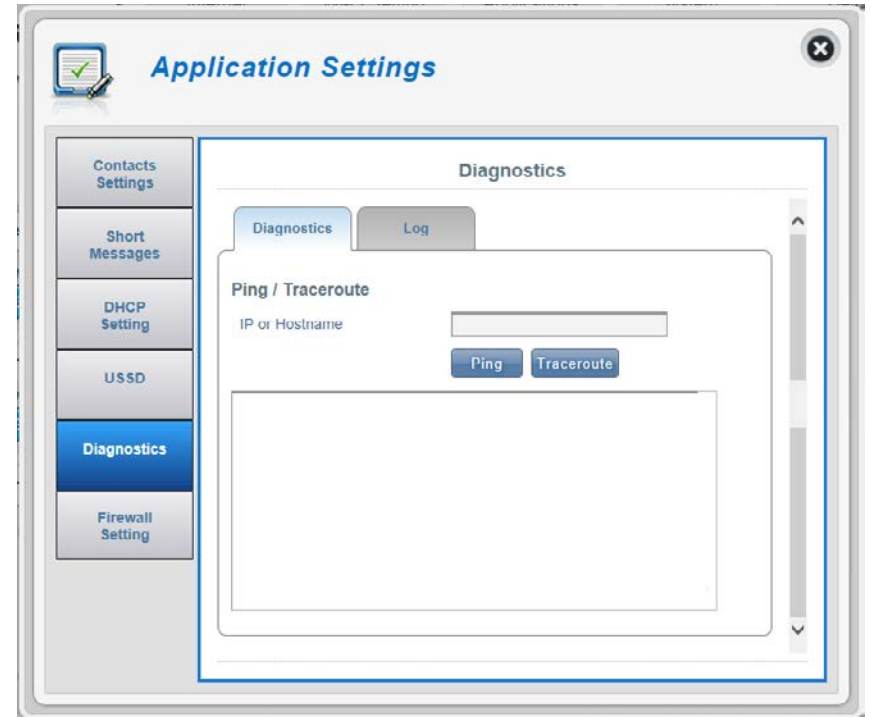 Application Settings
Contacts
Settings
Short
Messages
DHCP
Setting
USSD
Diagnostics
Firewall
Setting
Diagnostics
Diagnostics
Log
Ping / Traceroute
IP or Hostname
Ping
Traceroute